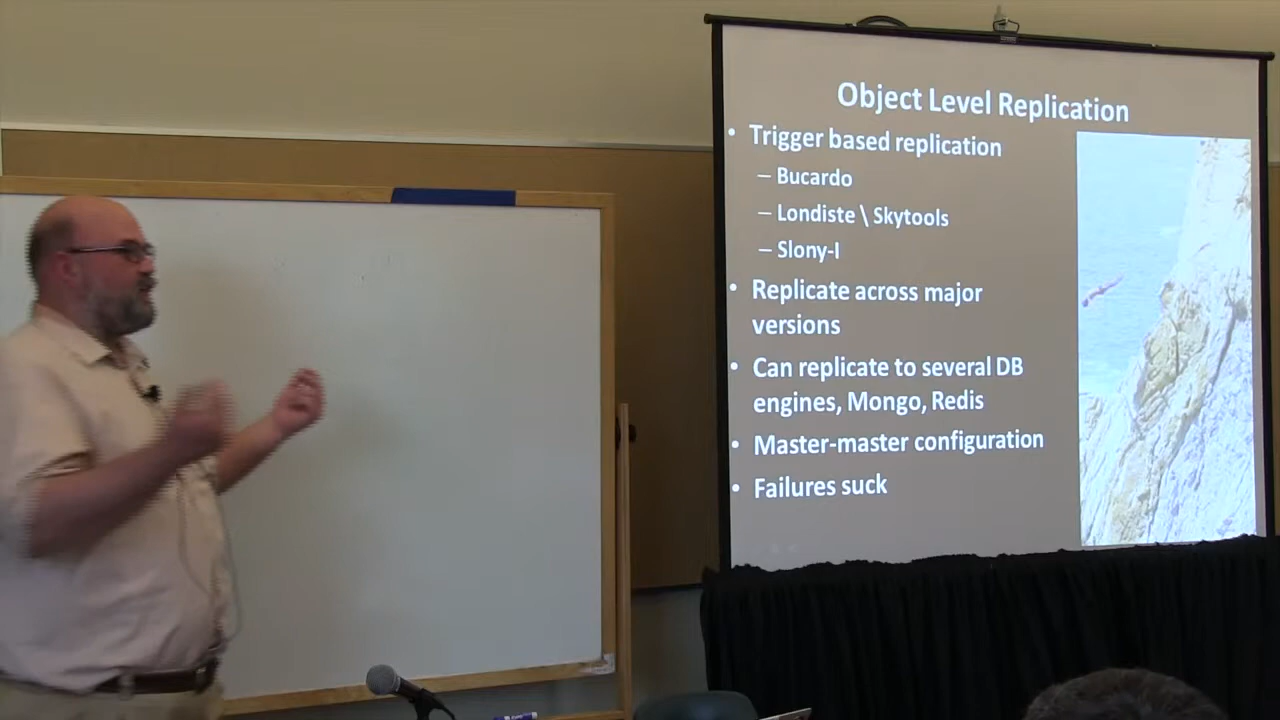 Object Level Replication
• Trigger based replication
– Bucardo
– Londiste \ Skytools
– Slony-I
• Replicate across major
versions
• Can replicate to several DB
engines, Mongo, Redis
• Master-master configuration
• Failures suck